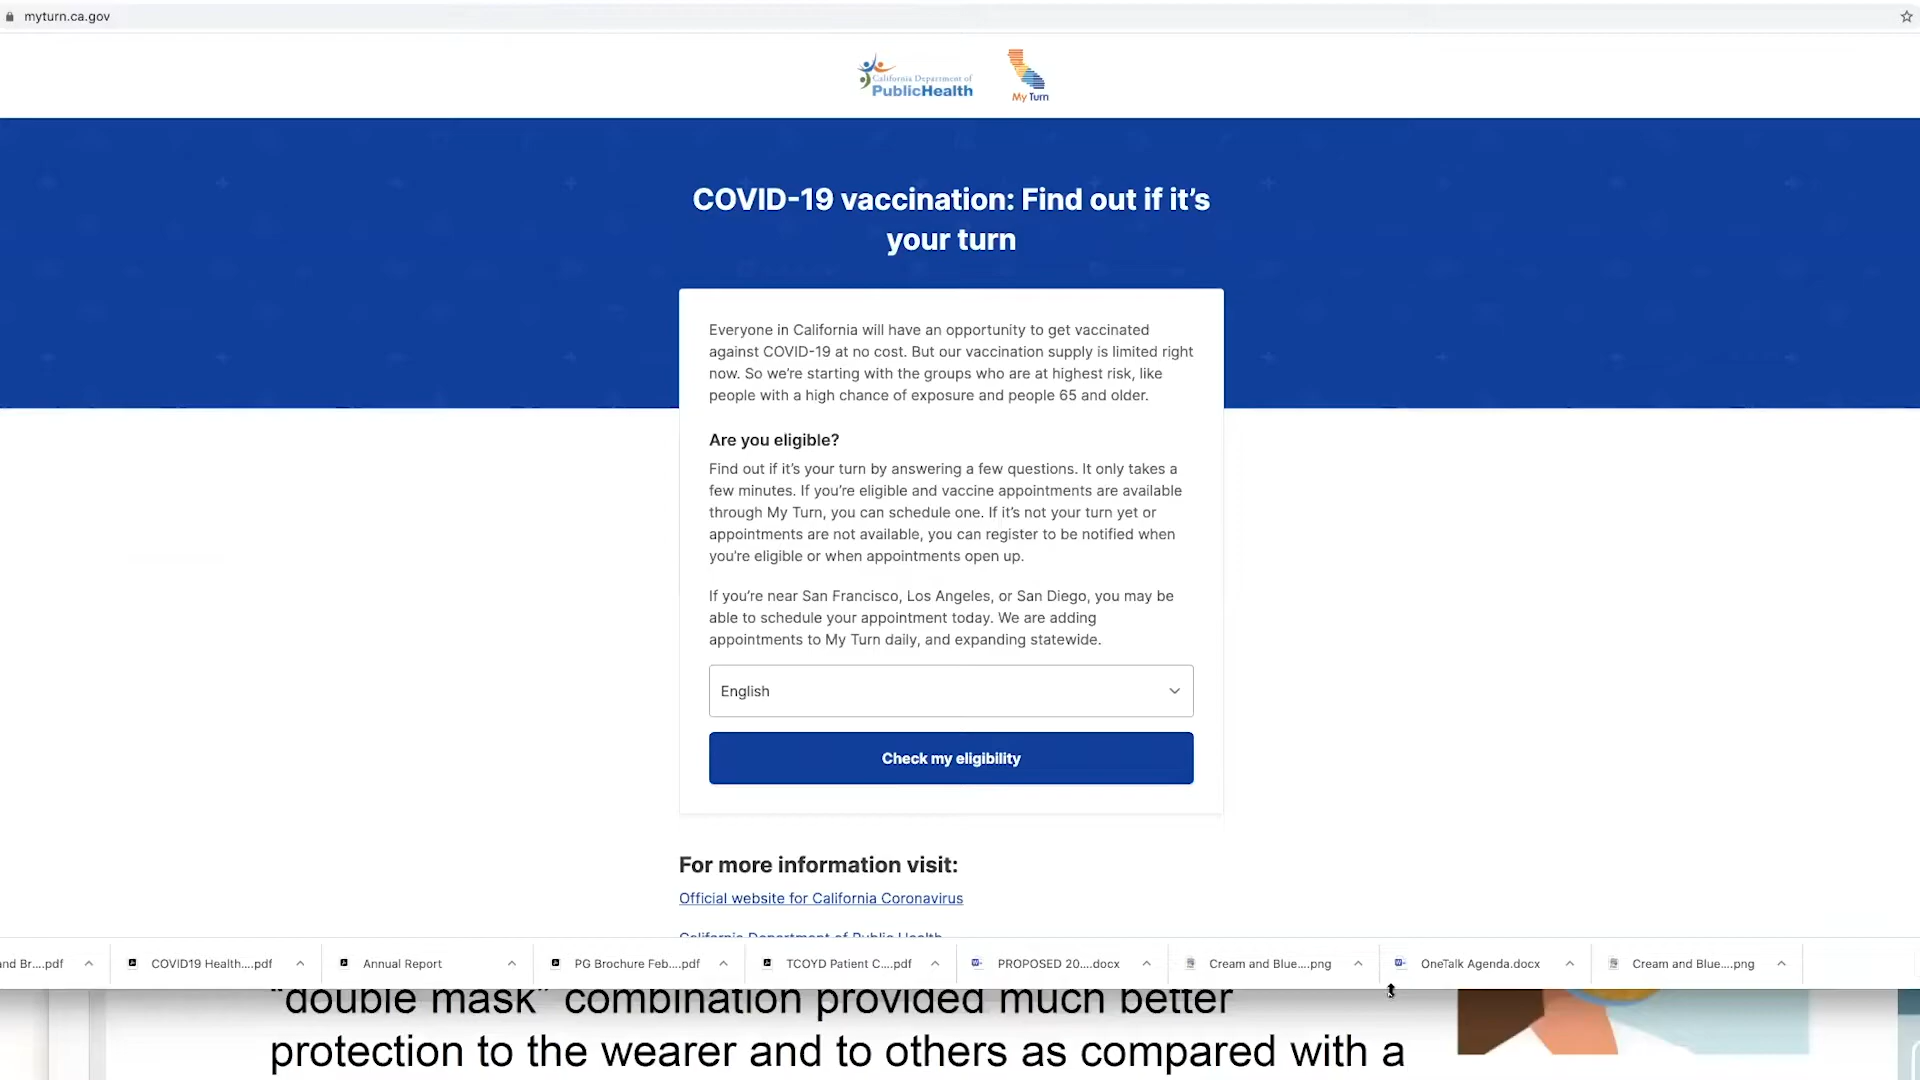 myturn.ca.gov
California Department of
PublicHealth
My Turn
COVID-19 vaccination: Find out if it’s
your turn
Everyone in California will have an opportunity to get vaccinated
against COVID-19 at no cost. But our vaccination supply is limited right
now. So we’re starting with the groups who are at highest risk, like
people with a high chance of exposure and people 65 and older.
Are you eligible?
Find out if it’s your turn by answering a few questions. It only takes a
few minutes. If you’re eligible and vaccine appointments are available
through My Turn, you can schedule one. If it’s not your turn yet or
appointments are not available, you can register to be notified when
you’re eligible or when appointments open up.
If you’re near San Francisco, Los Angeles, or San Diego, you may be
able to schedule your appointment today. We are adding
appointments to My Turn daily, and expanding statewide.
English
Check my eligibility
For more information visit:
Official website for California Coronavirus
California Department of Public Health
nd Br....pdf COVID19 Health....pdf Annual Report PG Brochure Feb....pdf TCOYD Patient C....pdf PROPOSED 20....docx Cream and Blue....png OneTalk Agenda.docx Cream and Blue....png
“double mask” combination provided much better
protection to the wearer and to others as compared with a